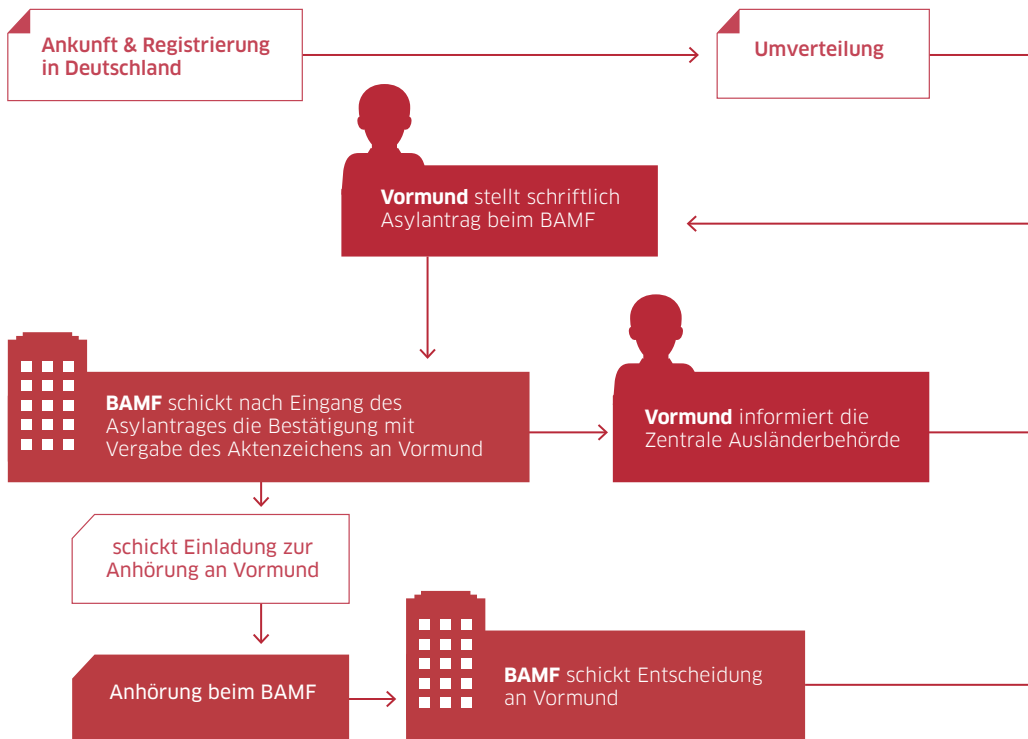 Ankunft & Registrierung
in Deutschland
Umverteilung
Vormund stellt schriftlich
Asylantrag beim BAMF
BAMF schickt nach Eingang des
Asylantrages die Bestätigung mit
Vergabe des Aktenzeichens an Vormund
Vormund informiert die
Zentrale Ausländerbehörde
schickt Einladung zur
Anhörung an Vormund
Anhörung beim BAMF
BAMF schickt Entscheidung
an Vormund